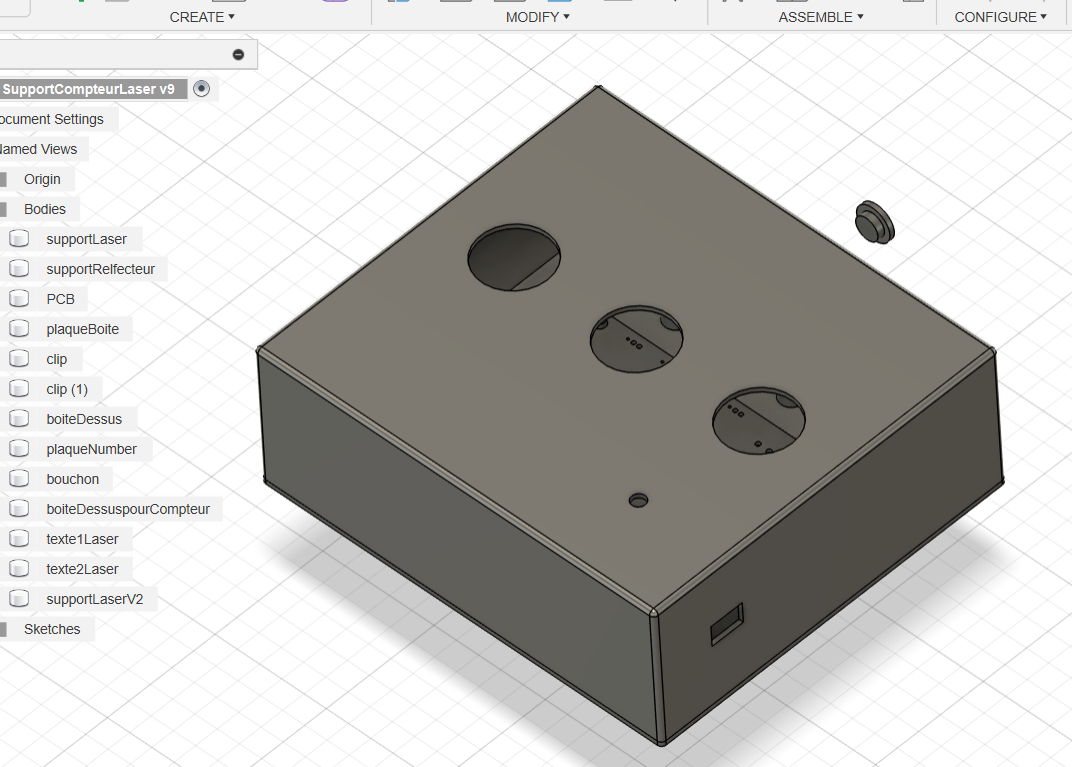 CREATE ▾ MODIFY ▾ ASSEMBLE ▾ CONFIGURE ▾
SupportCompteurLaser v9
ocument Settings
amed Views
Origin
Bodies
supportLaser
supportRelfecteur
PCB
plaqueBoite
clip
clip (1)
boiteDessus
plaqueNumber
bouchon
boiteDessuspourCompteur
texte1Laser
texte2Laser
supportLaserV2
Sketches